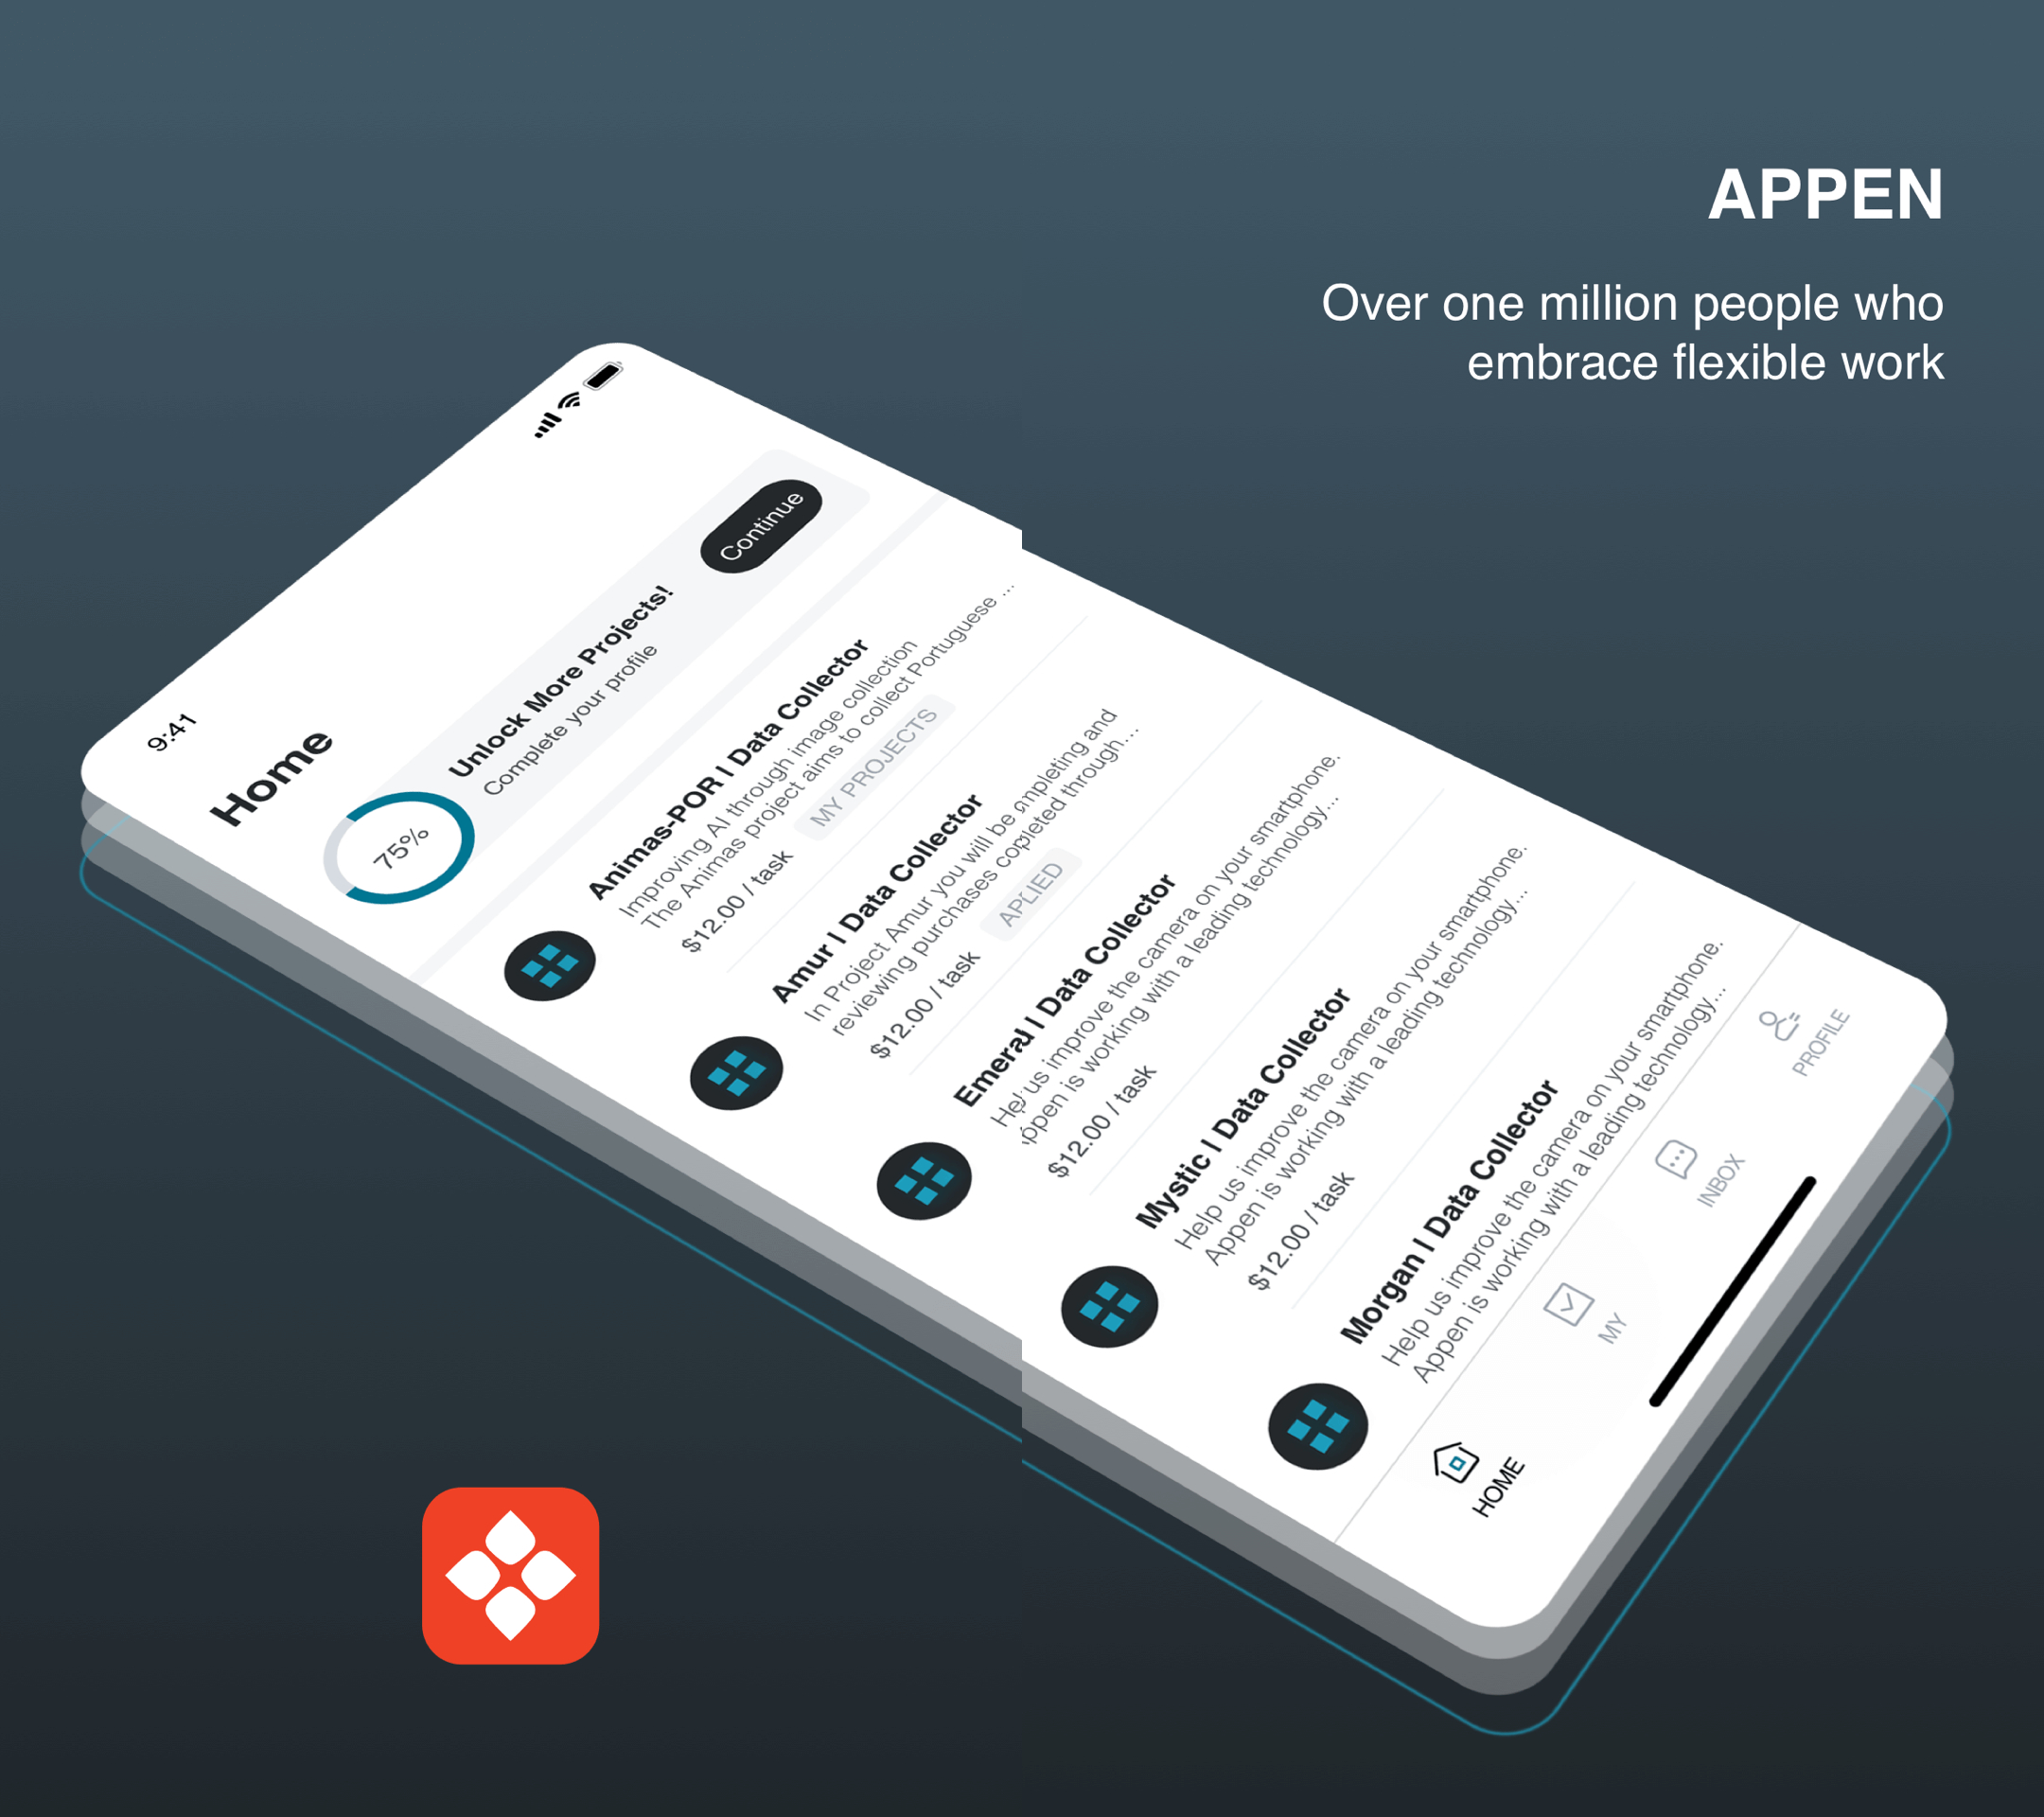 APPEN
Over one million people who
embrace flexible work
9:41
Home
75%
Unlock More Projects!
Complete your profile
Continue
Animas-POR | Data Collector
Improving AI through image collection
The Animas project aims to collect Portuguese ...
$12.00 / task
MY PROJECTS
Amur | Data Collector
In Project Amur you will be mpleting and
reviewing purchases copleted through...
$12.00 / task
APLIED
Emeral | Data Collector
Help us improve the camera on your smartphone.
Appen is working with a leading technology...
$12.00 / task
Mystic | Data Collector
Help us improve the camera on your smartphone.
Appen is working with a leading technology...
$12.00 / task
Morgan | Data Collector
Help us improve the camera on your smartphone.
Appen is working with a leading technology...
HOME
MY
INBOX
PROFILE